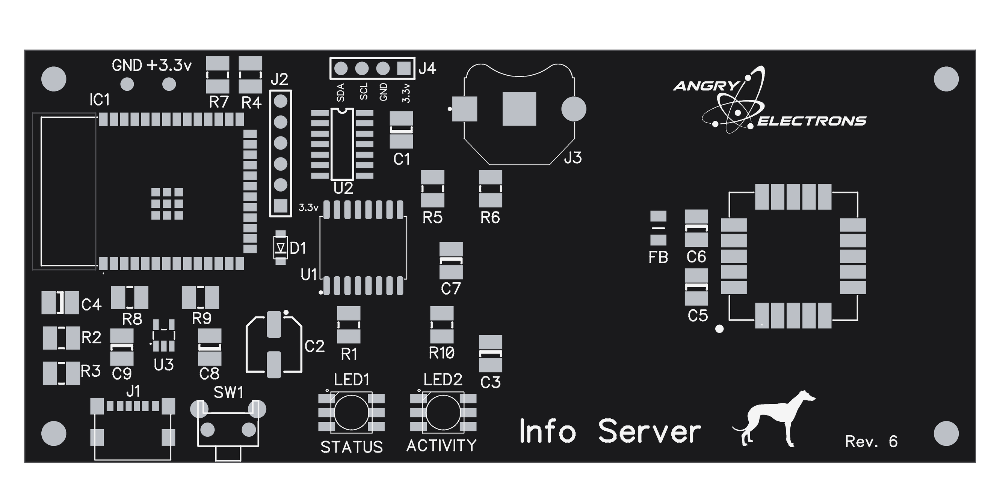 GND +3.3v
J4
J2
SDA
SCL
GND
3.3v
ANGRY
ELECTRONS
IC1
R7
R4
C1
J3
U2
3.3v
R5
R6
D1
FB
C6
U1
C7
C4
R8
R9
C5
R2
C2
R1
R10
U3
R3
C9
C8
LED1
LED2
C3
J1
SW1
STATUS
ACTIVITY
Info Server
Rev. 6